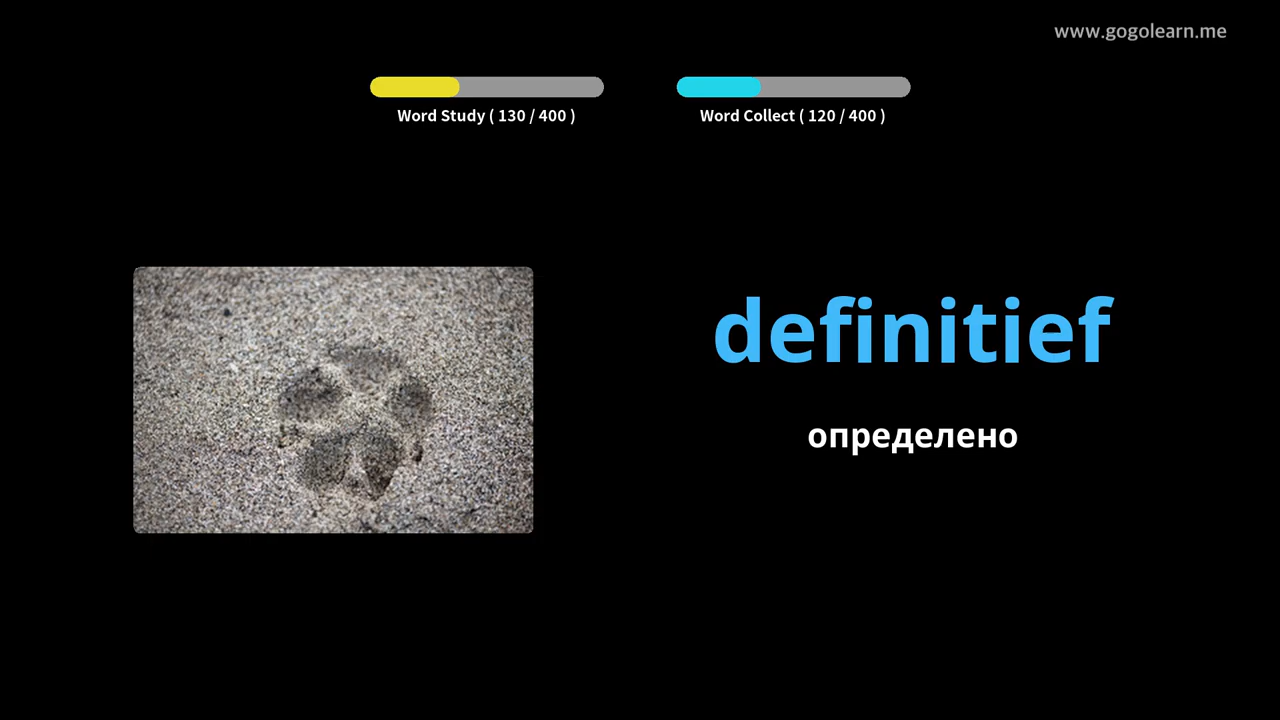 www.gogolearn.me
Word Study ( 130 / 400 )
Word Collect ( 120 / 400 )
definitief
определено